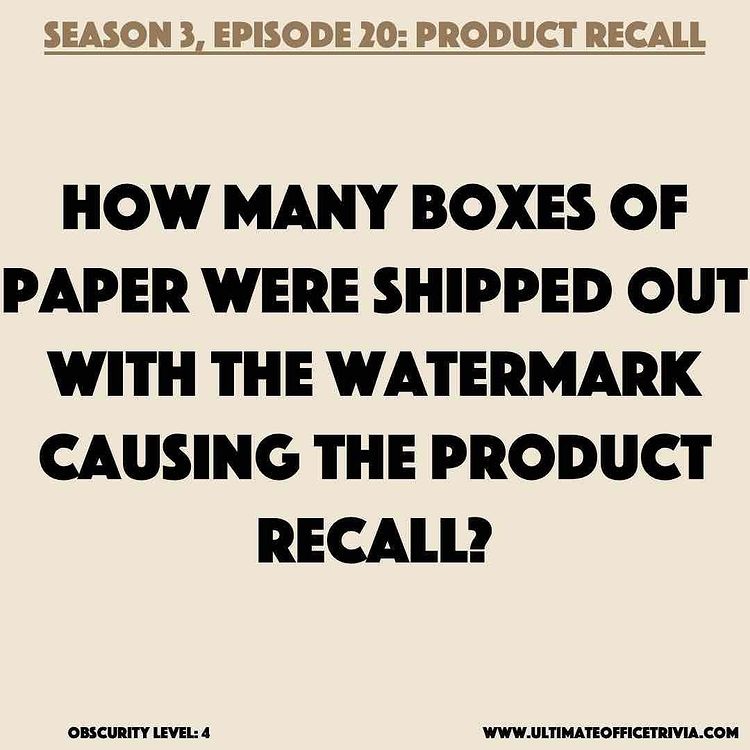 SEASON 3, EPISODE 20: PRODUCT RECALL
HOW MANY BOXES OF
PAPER WERE SHIPPED OUT
WITH THE WATERMARK
CAUSING THE PRODUCT
RECALL?
OBSCURITY LEVEL: 4
WWW.ULTIMATEOFFICETRIVIA.COM